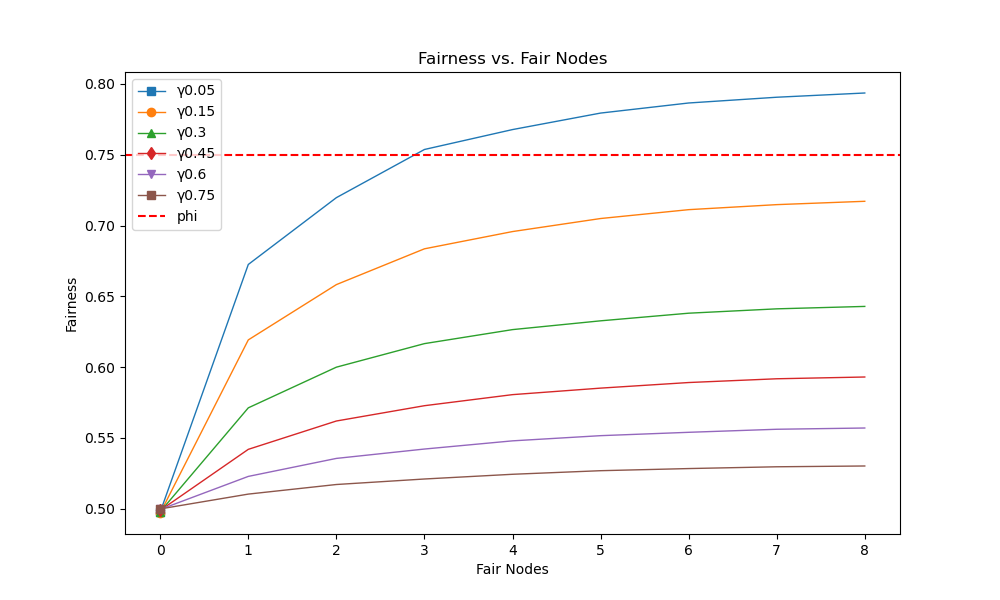 Fairness vs. Fair Nodes
γ0.05
γ0.15
γ0.3
γ0.45
γ0.6
γ0.75
phi
Fairness
0.80
0.75
0.70
0.65
0.60
0.55
0.50
0 1 2 3 4 5 6 7 8
Fair Nodes